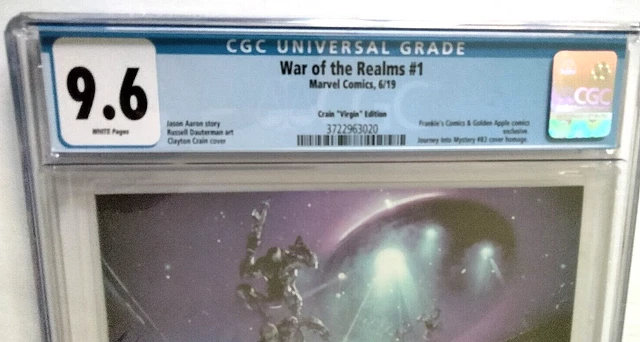 CGC UNIVERSAL GRADE
9.6
WHITE Pages
War of the Realms #1
Marvel Comics, 6/19
Crain "Virgin" Edition
3722963020
Jason Aaron story
Russell Dauterman art
Clayton Crain cover
Frankie's Comics & Golden Apple comics
exclusive.
Journey Into Mystery #83 cover homage.
CGC